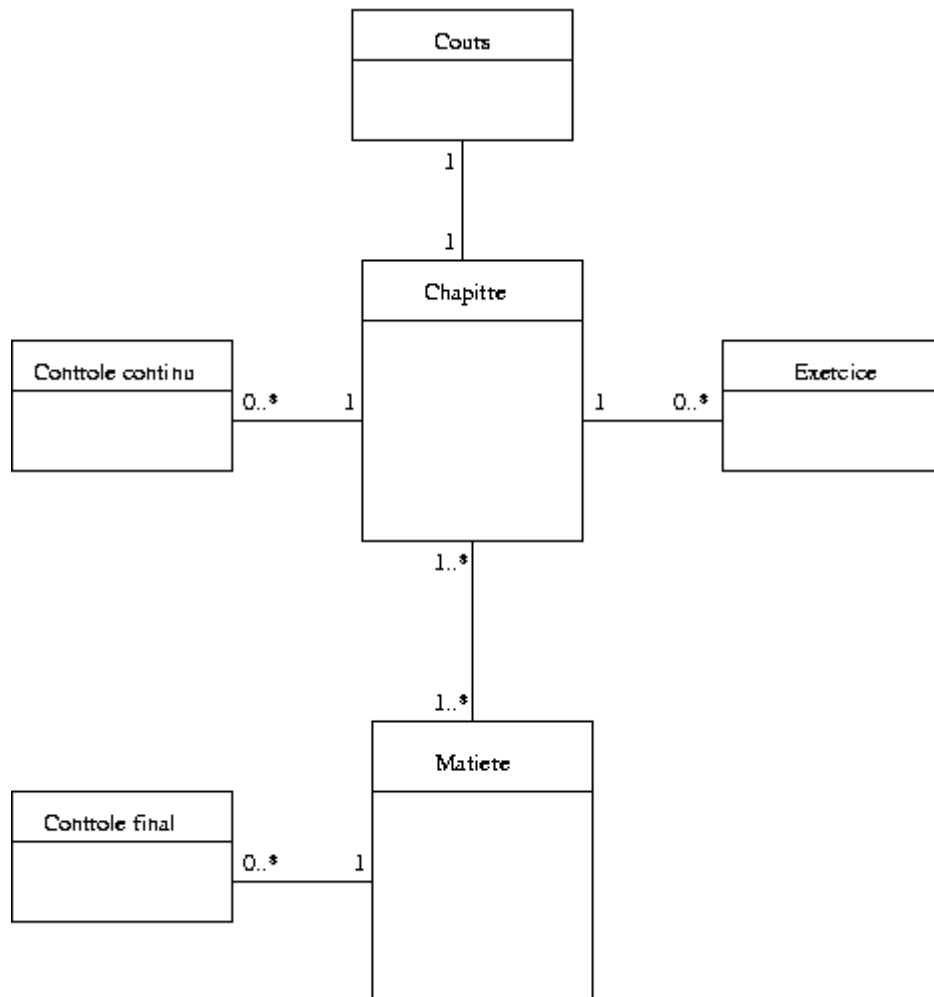 Couts
1
1
Chapitte
Conttole continu
Exetcice
0..*
1
1
0..*
1..*
1..*
Matiete
Conttole final
0..*
1